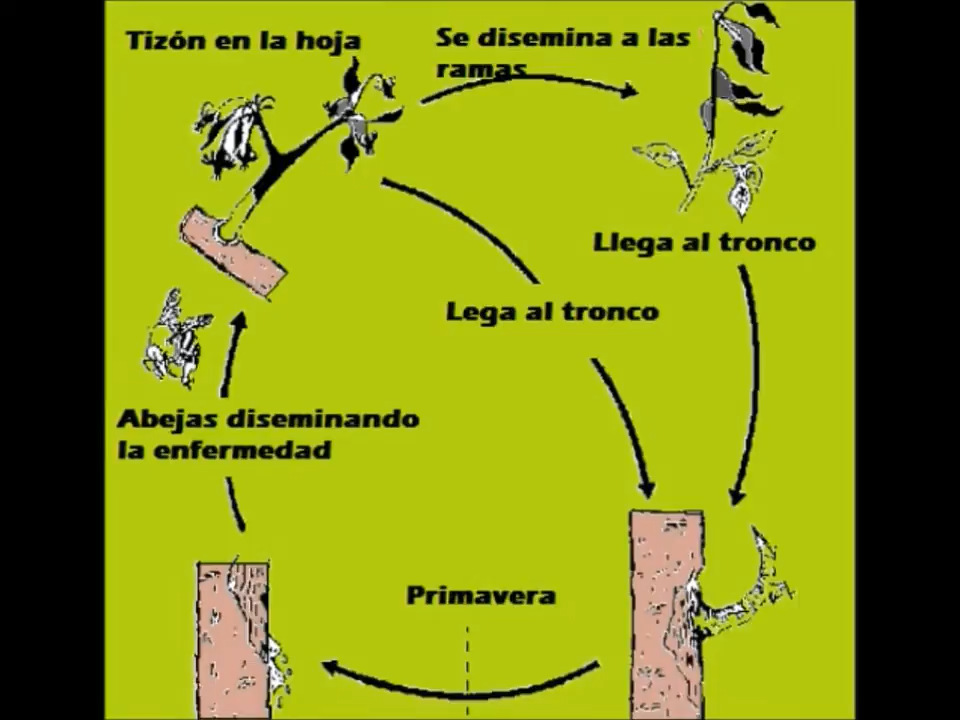 Tizón en la hoja
Se disemina a las
ramas
Llega al tronco
Lega al tronco
Abejas diseminando
la enfermedad
Primavera